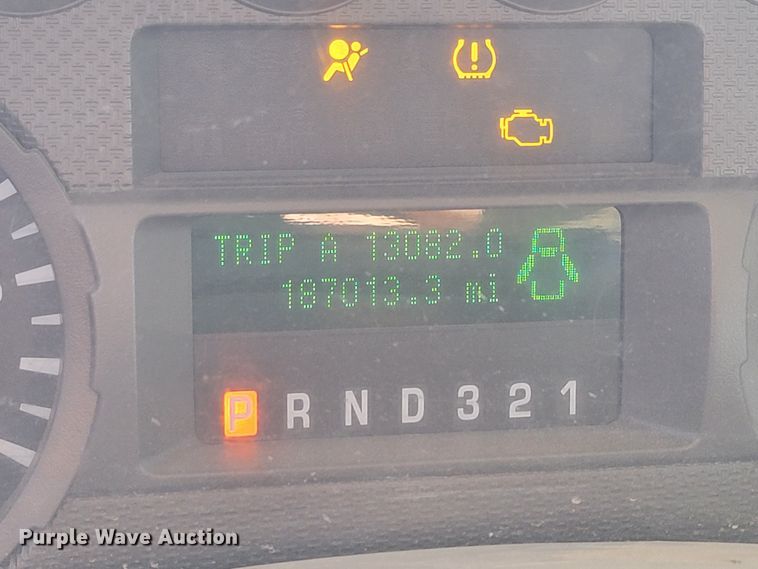 TRIP A 13082.0
187013.3 mi
P R N D 3 2 1
Purple Wave Auction